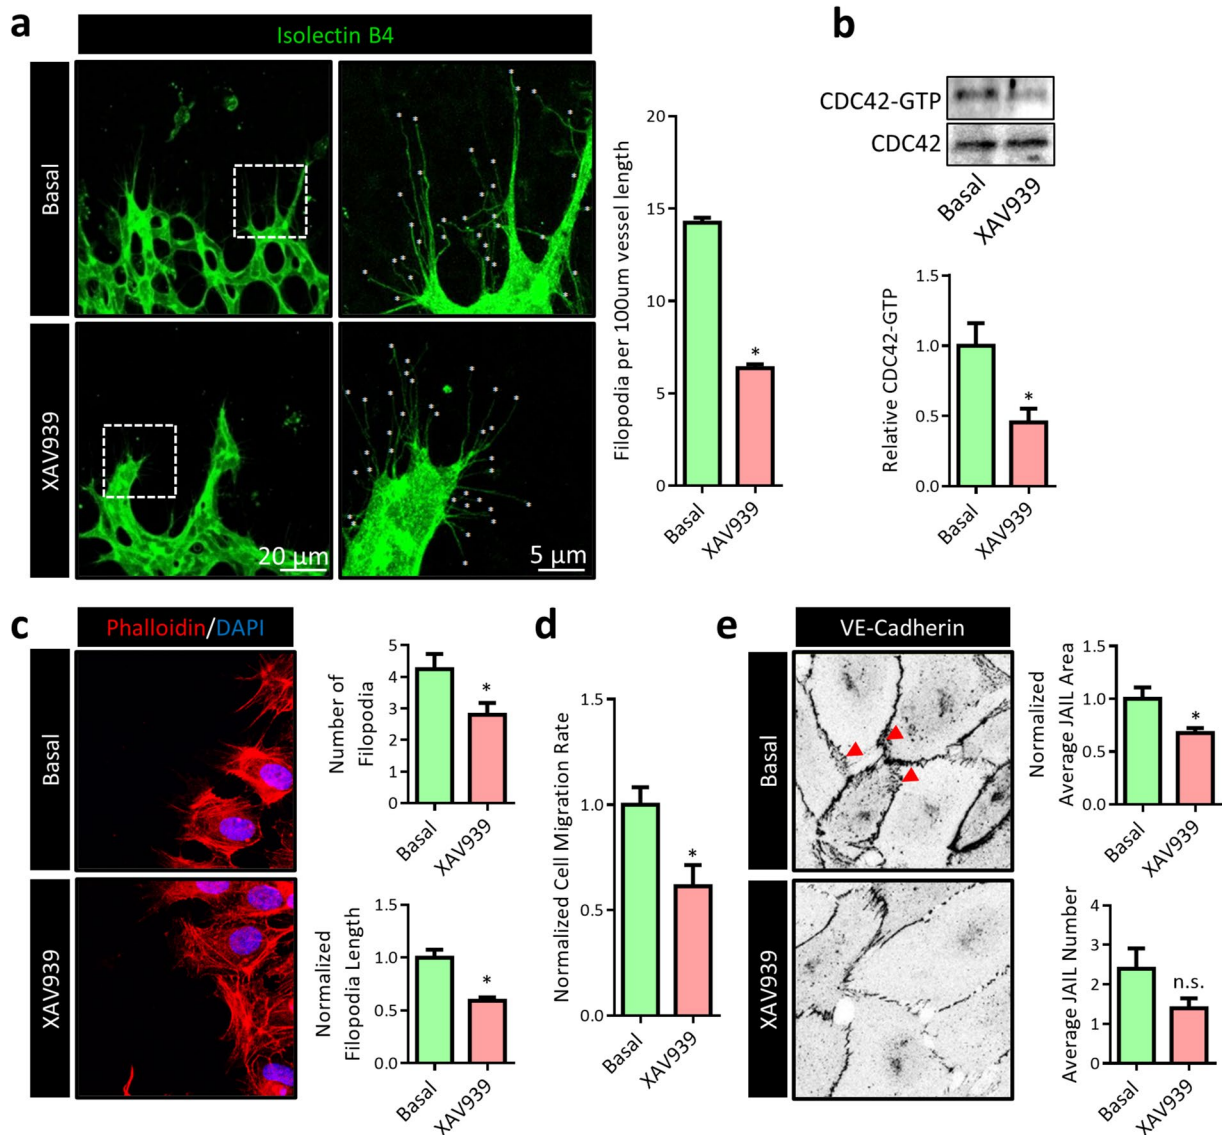 a
Isolectin B4
Basal
XAV939
20 µm
5 µm
Filopodia per 100um vessel length
20
15
10
5
0
*
Basal
XAV939
b
CDC42-GTP
CDC42
Basal
XAV939
Relative CDC42-GTP
1.5
1.0
0.5
0.0
*
Basal
XAV939
c
Phalloidin/DAPI
Basal
XAV939
Number of
Filopodia
5
4
3
2
1
0
*
Basal
XAV939
Normalized
Filopodia Length
1.5
1.0
0.5
0.0
*
Basal
XAV939
d
Normalized Cell Migration Rate
1.5
1.0
0.5
0.0
*
Basal
XAV939
e
VE-Cadherin
Basal
XAV939
Normalized
Average JAIL Area
1.5
1.0
0.5
0.0
*
Basal
XAV939
Average JAIL Number
4
3
2
1
0
n.s.
Basal
XAV939